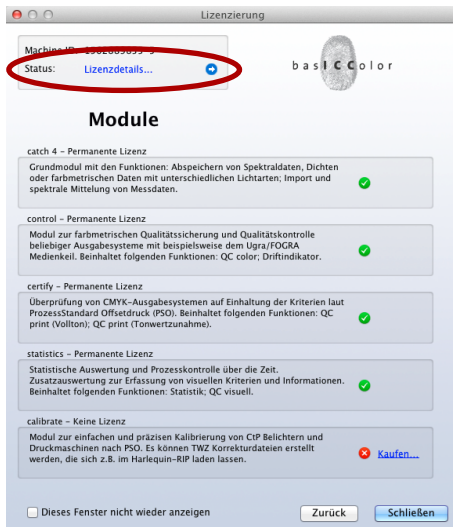 Lizenzierung
Machine ID:
basICColor
Status: Lizenzdetails...
Module
catch 4 – Permanente Lizenz
Grundmodul mit den Funktionen: Abspeichern von Spektraldaten, Dichten
oder farbmetrischen Daten mit unterschiedlichen Lichtarten; Import und
spektrale Mittelung von Messdaten.
control – Permanente Lizenz
Modul zur farbmetrischen Qualitätssicherung und Qualitätskontrolle
beliebiger Ausgabesysteme mit beispielsweise dem Ugra/FOGRA
Medienkeil. Beinhaltet folgenden Funktionen: QC color; Driftindikator.
certify – Permanente Lizenz
Überprüfung von CMYK-Ausgabesystemen auf Einhaltung der Kriterien laut
ProzessStandard Offsetdruck (PSO). Beinhaltet folgenden Funktionen: QC
print (Vollton); QC print (Tonwertzunahme).
statistics – Permanente Lizenz
Statistische Auswertung und Prozesskontrolle über die Zeit.
Zusatzauswertung zur Erfassung von visuellen Kriterien und Informationen.
Beinhaltet folgenden Funktionen: Statistik; QC visuell.
calibrate – Keine Lizenz
Modul zur einfachen und präzisen Kalibrierung von CtP Belichtern und
Druckmaschinen nach PSO. Es können TWZ Korrekturdateien erstellt
werden, die sich z.B. im Harlequin-RIP laden lassen.
Kaufen...
Dieses Fenster nicht wieder anzeigen
Zurück
Schließen